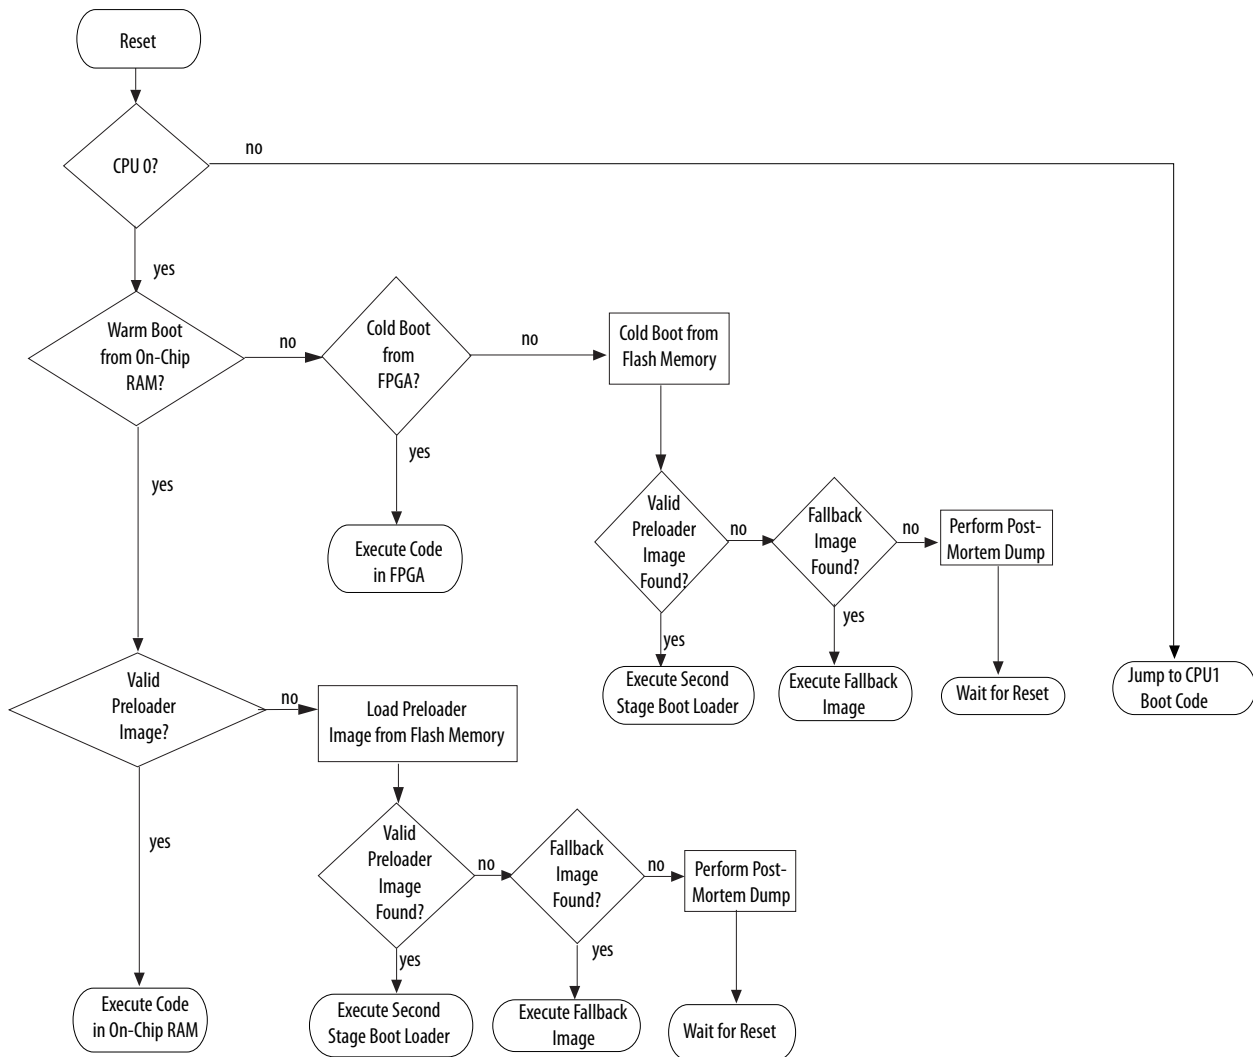 Reset
CPU 0?
no
yes
Warm Boot
from On-Chip
RAM?
no
Cold Boot
from
FPGA?
no
Cold Boot from
Flash Memory
yes
yes
Execute Code
in FPGA
Valid
Preloader
Image
Found?
no
Fallback
Image
Found?
no
Perform Post-
Mortem Dump
yes
yes
Execute Second
Stage Boot Loader
Execute Fallback
Image
Wait for Reset
Jump to CPU1
Boot Code
Valid
Preloader
Image?
no
Load Preloader
Image from Flash Memory
yes
Valid
Preloader
Image
Found?
no
Fallback
Image
Found?
no
Perform Post-
Mortem Dump
yes
yes
Execute Code
in On-Chip RAM
Execute Second
Stage Boot Loader
Execute Fallback
Image
Wait for Reset